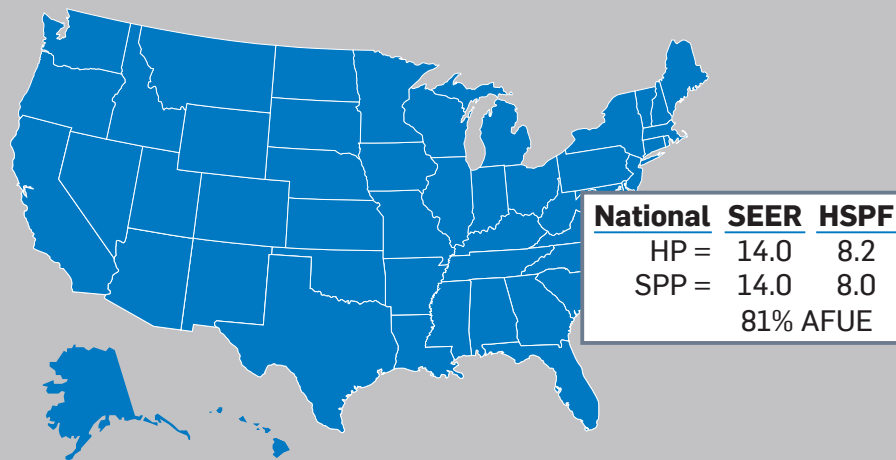 National SEER HSPF
HP = 14.0 8.2
SPP = 14.0 8.0
81% AFUE